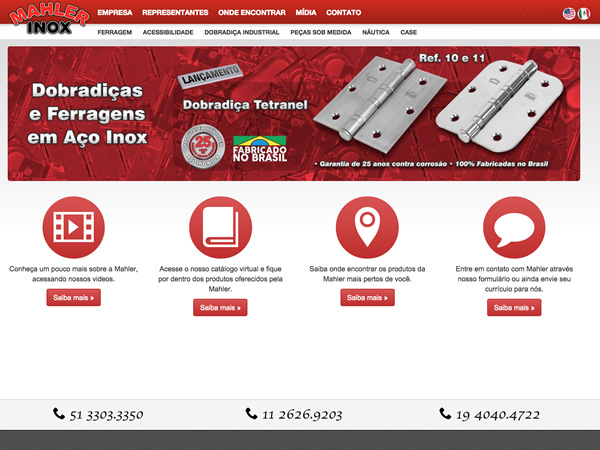 MAHLER
INOX
EMPRESA REPRESENTANTES ONDE ENCONTRAR MÍDIA CONTATO
FERRAGEM ACESSIBILIDADE DOBRADIÇA INDUSTRIAL PEÇAS SOB MEDIDA NÁUTICA CASE
Dobradiças
e Ferragens
em Aço Inox
LANÇAMENTO
Dobradiça Tetranel
Ref. 10 e 11
25
FABRICADO
NO BRASIL
• Garantia de 25 anos contra corrosão • 100% Fabricadas no Brasil
Conheça um pouco mais sobre a Mahler,
acessando nossos vídeos.
Saiba mais »
Acesse o nosso catálogo virtual e fique
por dentro dos produtos oferecidos pela
Mahler.
Saiba mais »
Saiba onde encontrar os produtos da
Mahler mais pertos de você.
Saiba mais »
Entre em contato com Mahler através
nosso formulário ou ainda envie seu
currículo para nós.
Saiba mais »
51 3303.3350 11 2626.9203 19 4040.4722